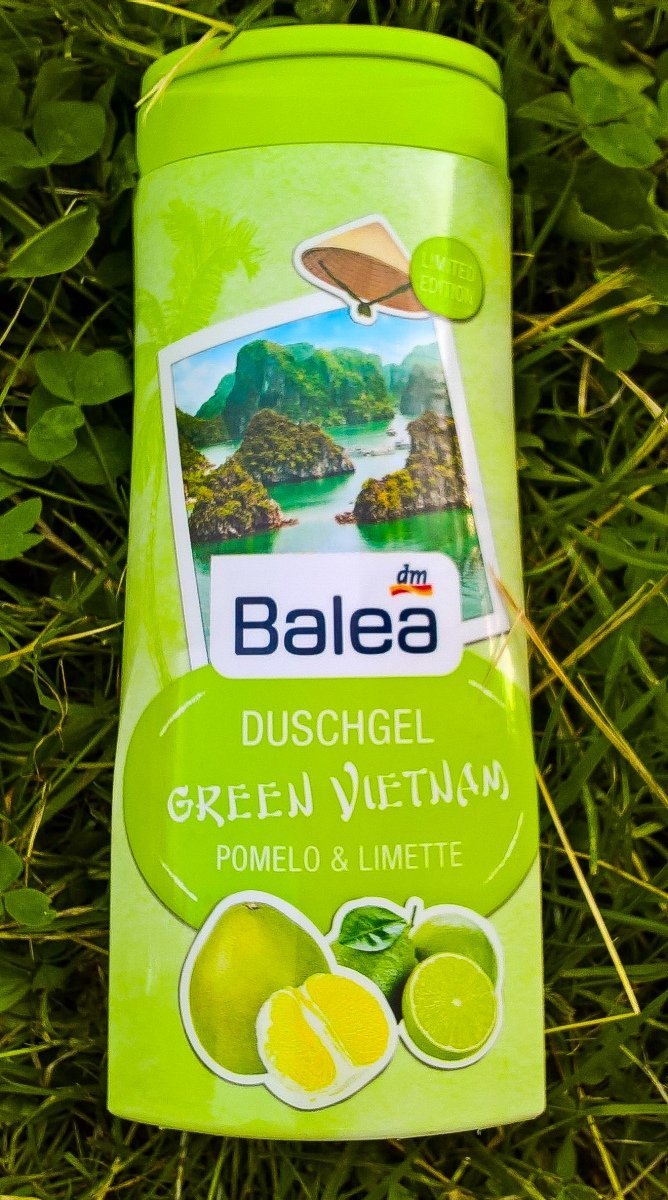 LIMITED
EDITION
dm
Balea
DUSCHGEL
GREEN VIETNAM
POMELO & LIMETTE